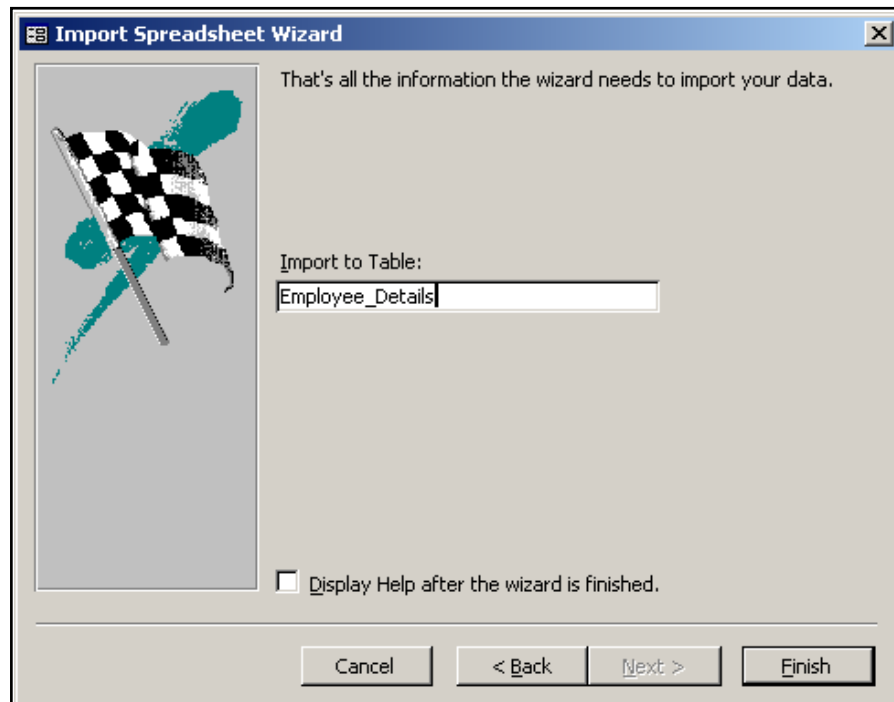 Import Spreadsheet Wizard
That's all the information the wizard needs to import your data.
Import to Table:
Employee_Details
Display Help after the wizard is finished.
Cancel
< Back
Next >
Finish